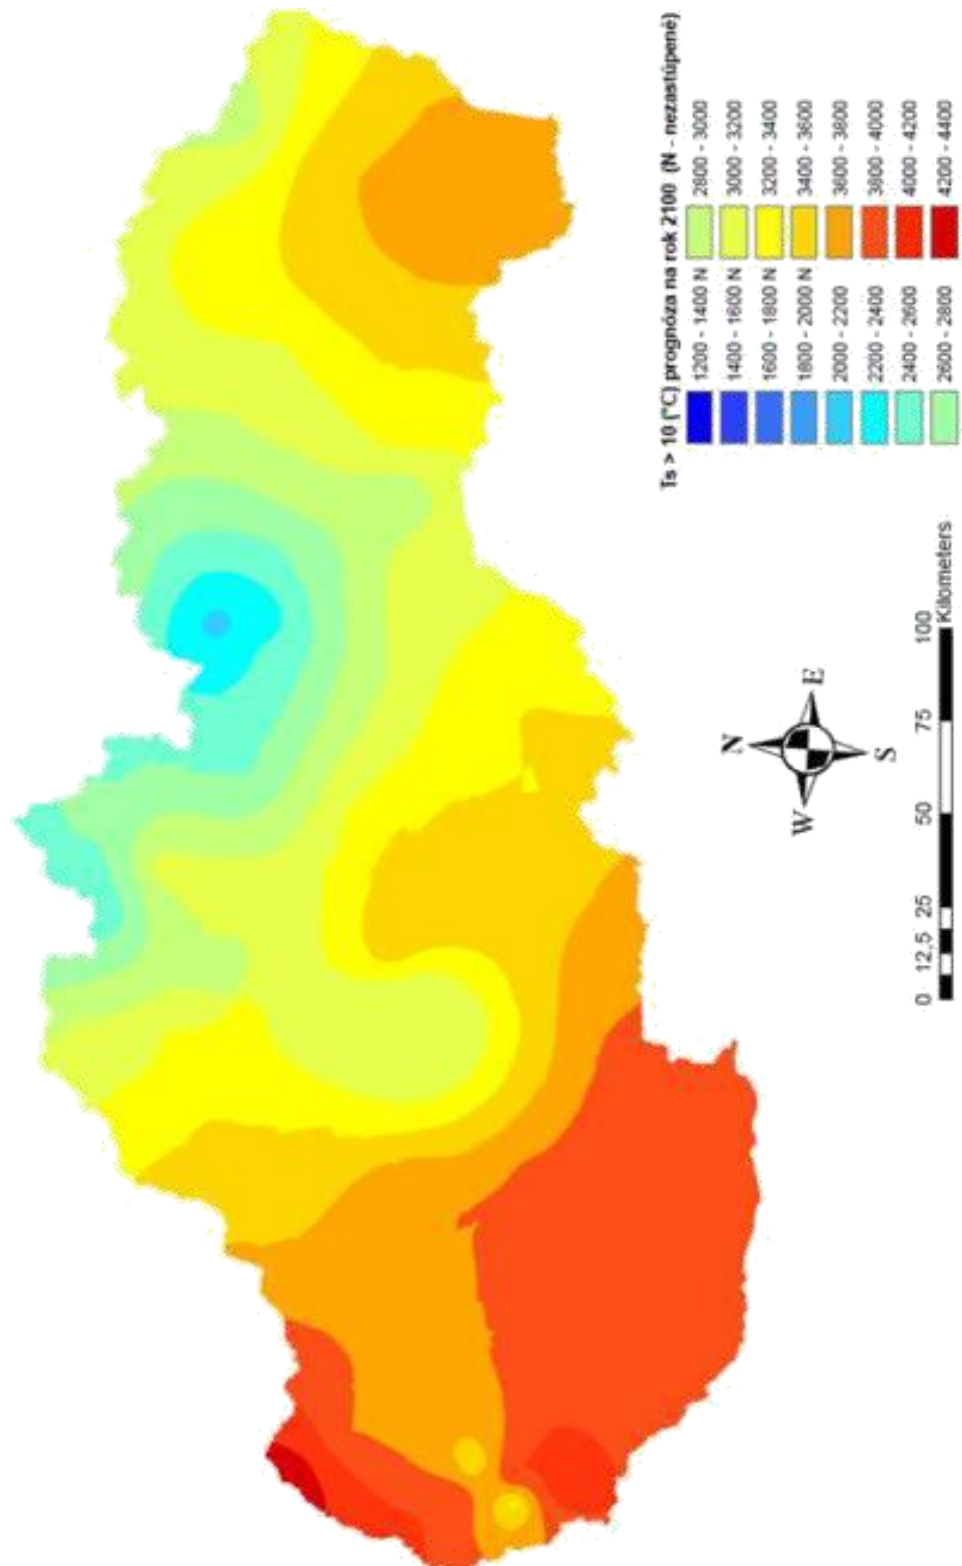 Ts > 10 (°C) prognóza na rok 2100 (N - nezastúpené)
1200 - 1400 N
1400 - 1600 N
1600 - 1800 N
1800 - 2000 N
2000 - 2200
2200 - 2400
2400 - 2600
2600 - 2800
2800 - 3000
3000 - 3200
3200 - 3400
3400 - 3600
3600 - 3800
3800 - 4000
4000 - 4200
4200 - 4400
N
W E
S
0 12,5 25 50 75 100
Kilometers